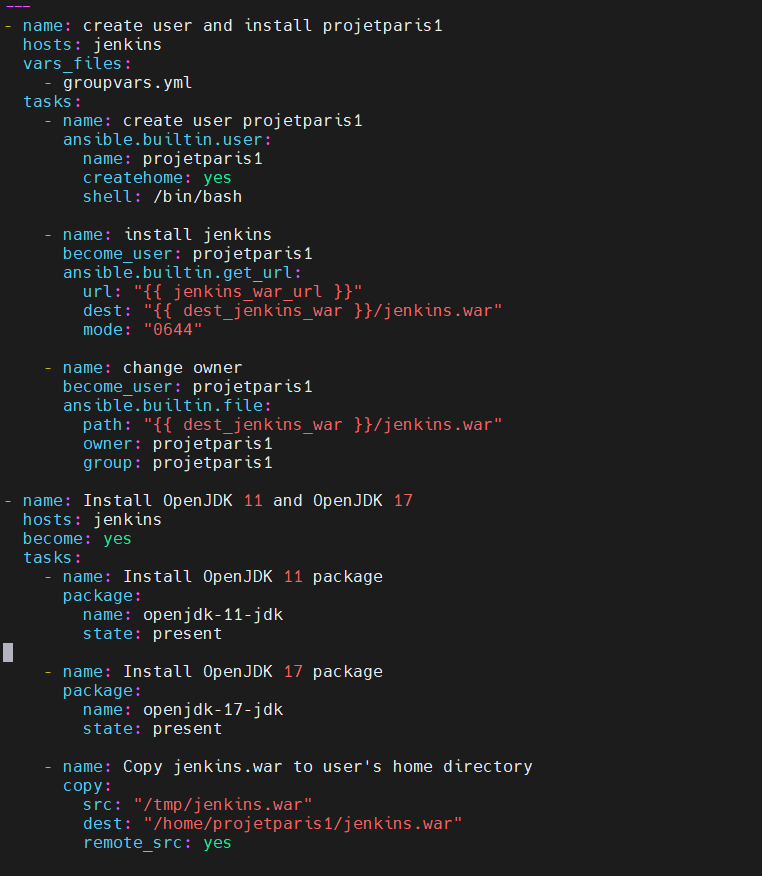 ---
- name: create user and install projetparis1
  hosts: jenkins
  vars_files:
    - groupvars.yml
  tasks:
    - name: create user projetparis1
      ansible.builtin.user:
        name: projetparis1
        createhome: yes
        shell: /bin/bash

    - name: install jenkins
      become_user: projetparis1
      ansible.builtin.get_url:
        url: "{{ jenkins_war_url }}"
        dest: "{{ dest_jenkins_war }}/jenkins.war"
        mode: "0644"

    - name: change owner
      become_user: projetparis1
      ansible.builtin.file:
        path: "{{ dest_jenkins_war }}/jenkins.war"
        owner: projetparis1
        group: projetparis1

- name: Install OpenJDK 11 and OpenJDK 17
  hosts: jenkins
  become: yes
  tasks:
    - name: Install OpenJDK 11 package
      package:
        name: openjdk-11-jdk
        state: present

    - name: Install OpenJDK 17 package
      package:
        name: openjdk-17-jdk
        state: present

    - name: Copy jenkins.war to user's home directory
      copy:
        src: "/tmp/jenkins.war"
        dest: "/home/projetparis1/jenkins.war"
        remote_src: yes